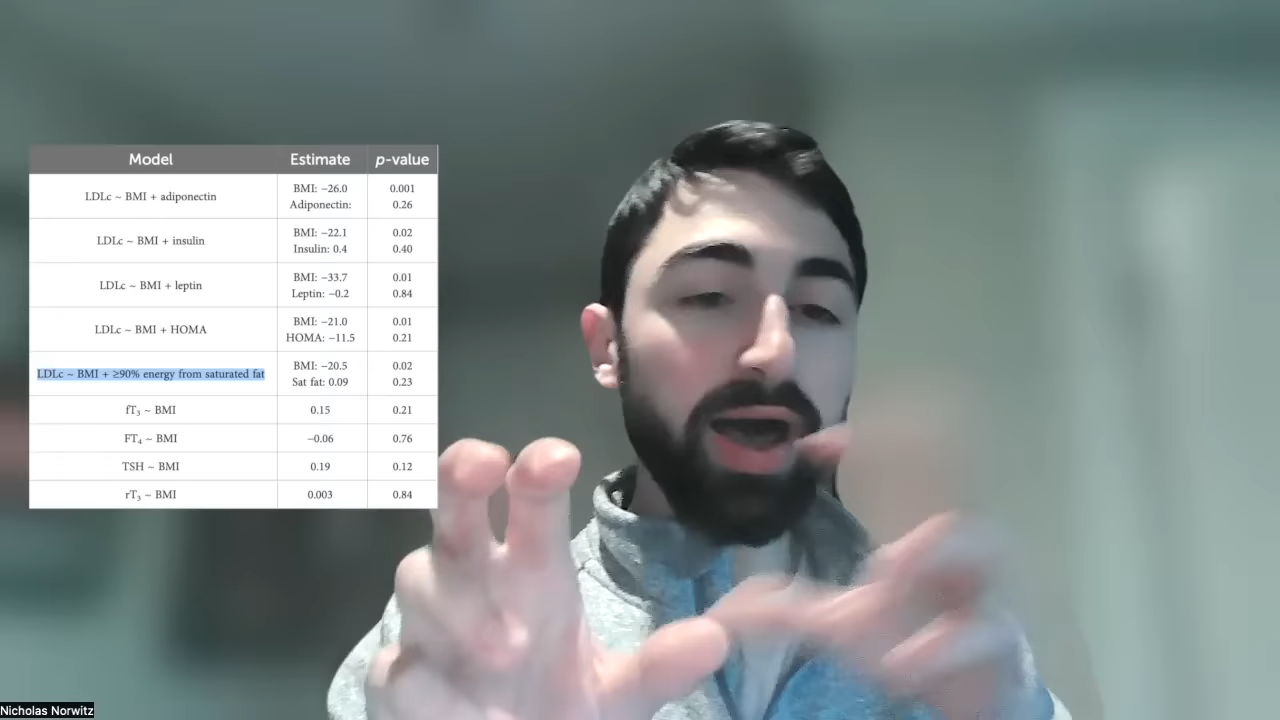 Model Estimate p-value
LDLc ~ BMI + adiponectin BMI: −26.0 0.001
Adiponectin: 0.26
LDLc ~ BMI + insulin BMI: −22.1 0.02
Insulin: 0.4 0.40
LDLc ~ BMI + leptin BMI: −33.7 0.01
Leptin: −0.2 0.84
LDLc ~ BMI + HOMA BMI: −21.0 0.01
HOMA: −11.5 0.21
LDLc ~ BMI + ≥90% energy from saturated fat BMI: −20.5 0.02
Sat fat: 0.09 0.23
fT₃ ~ BMI 0.15 0.21
FT₄ ~ BMI −0.06 0.76
TSH ~ BMI 0.19 0.12
rT₃ ~ BMI 0.003 0.84
Nicholas Norwitz